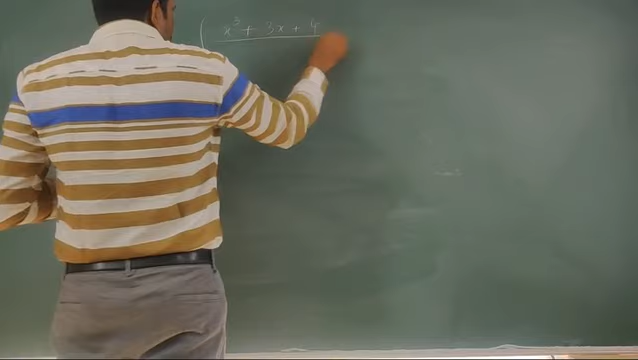 ∫ x³ + 3x + 4